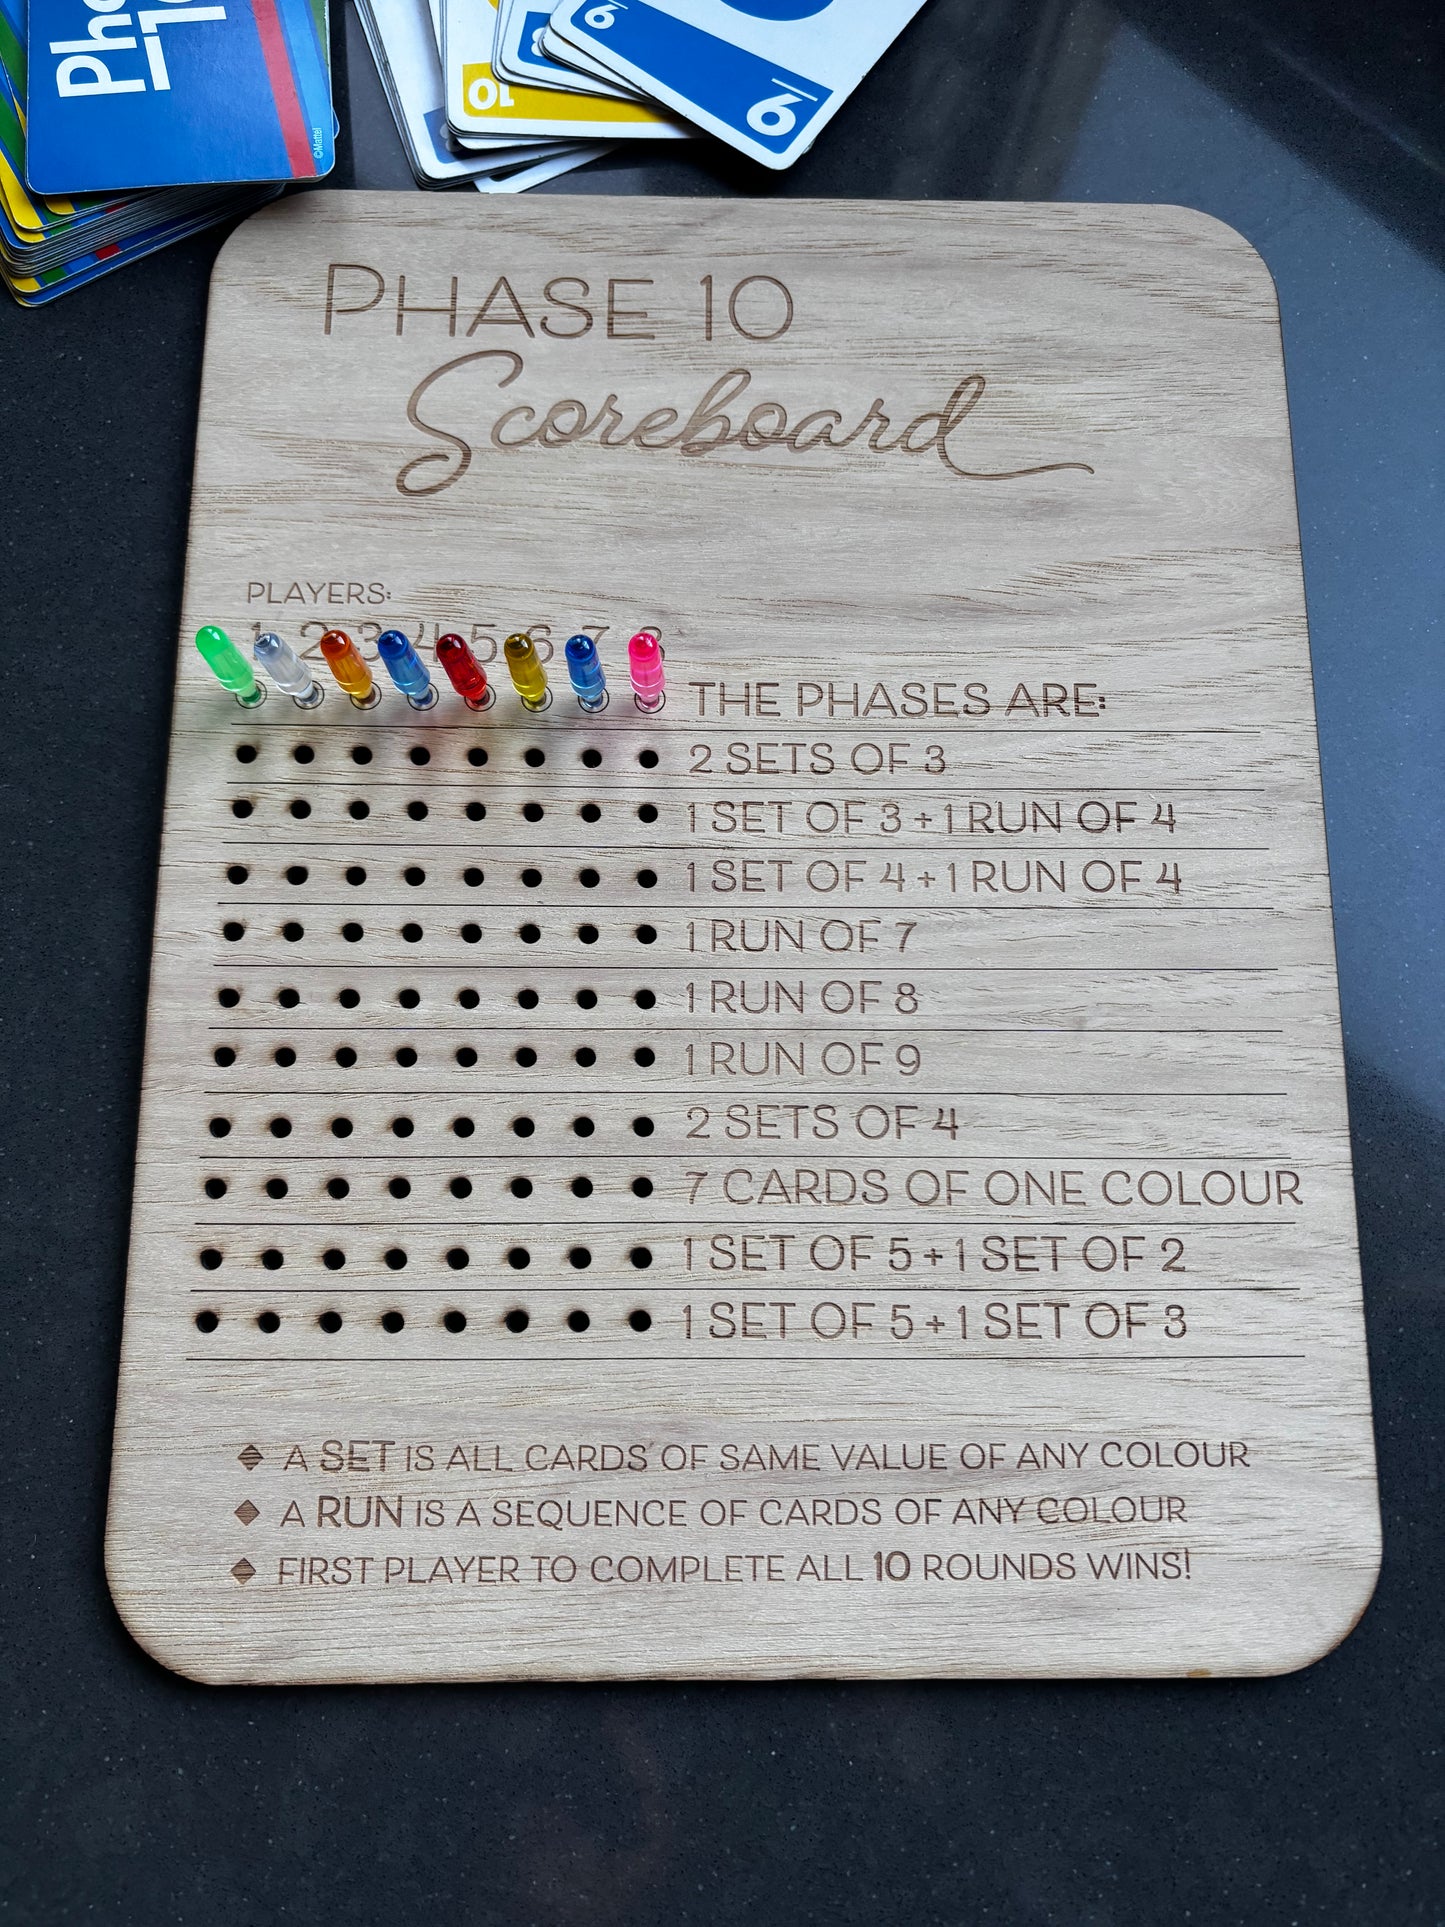 10
9
9
©Mattel
PHASE 10
Scoreboard
PLAYERS:
1 2 3 4 5 6 7 8
THE PHASES ARE:
2 SETS OF 3
1 SET OF 3 + 1 RUN OF 4
1 SET OF 4 + 1 RUN OF 4
1 RUN OF 7
1 RUN OF 8
1 RUN OF 9
2 SETS OF 4
7 CARDS OF ONE COLOUR
1 SET OF 5 + 1 SET OF 2
1 SET OF 5 + 1 SET OF 3
A SET IS ALL CARDS OF SAME VALUE OF ANY COLOUR
A RUN IS A SEQUENCE OF CARDS OF ANY COLOUR
FIRST PLAYER TO COMPLETE ALL 10 ROUNDS WINS!